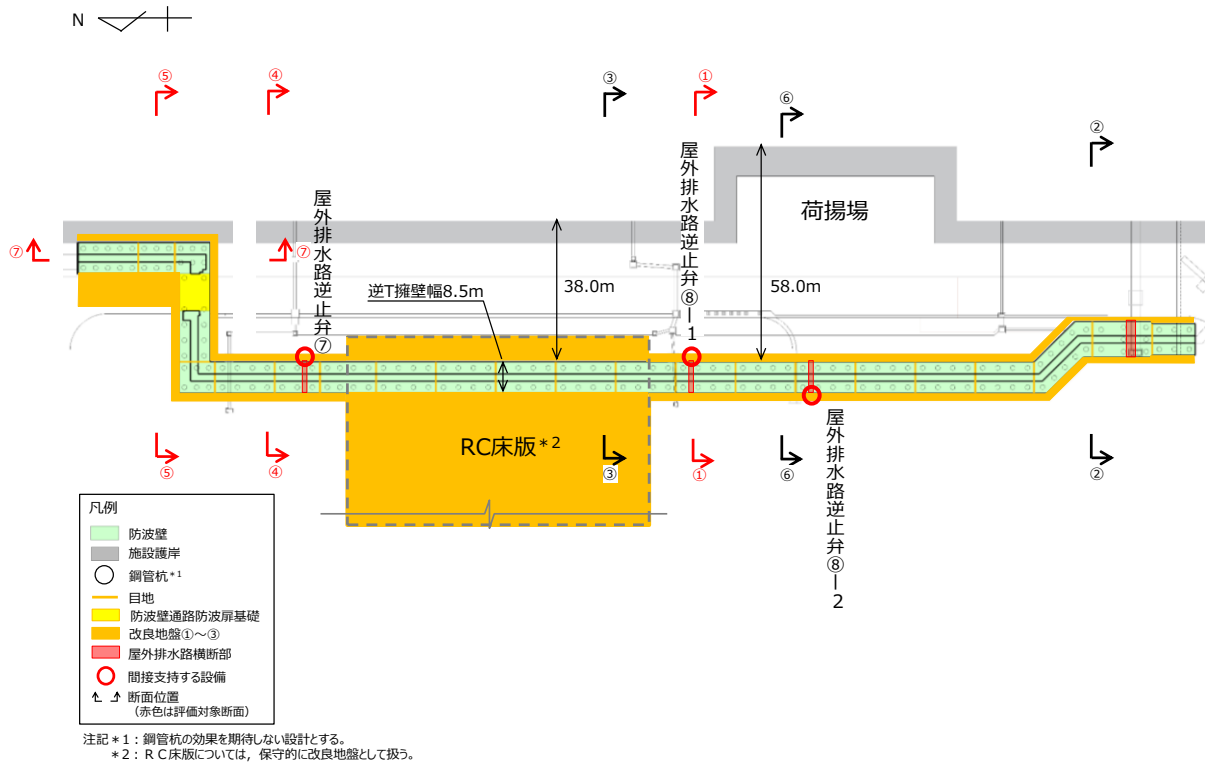 N
⑤
④
③
①
⑥
②
屋外排水路逆止弁⑦
屋外排水路逆止弁⑧ー1
荷揚場
⑦
⑦
逆T擁壁幅8.5m
38.0m
58.0m
RC床版*2
屋外排水路逆止弁⑧ー2
⑤
④
③
①
⑥
②
凡例
防波壁
施設護岸
鋼管杭*1
目地
防波壁通路防波扉基礎
改良地盤①～③
屋外排水路横断部
間接支持する設備
断面位置
(赤色は評価対象断面)
注記*1：鋼管杭の効果を期待しない設計とする。
*2：ＲＣ床版については，保守的に改良地盤として扱う。